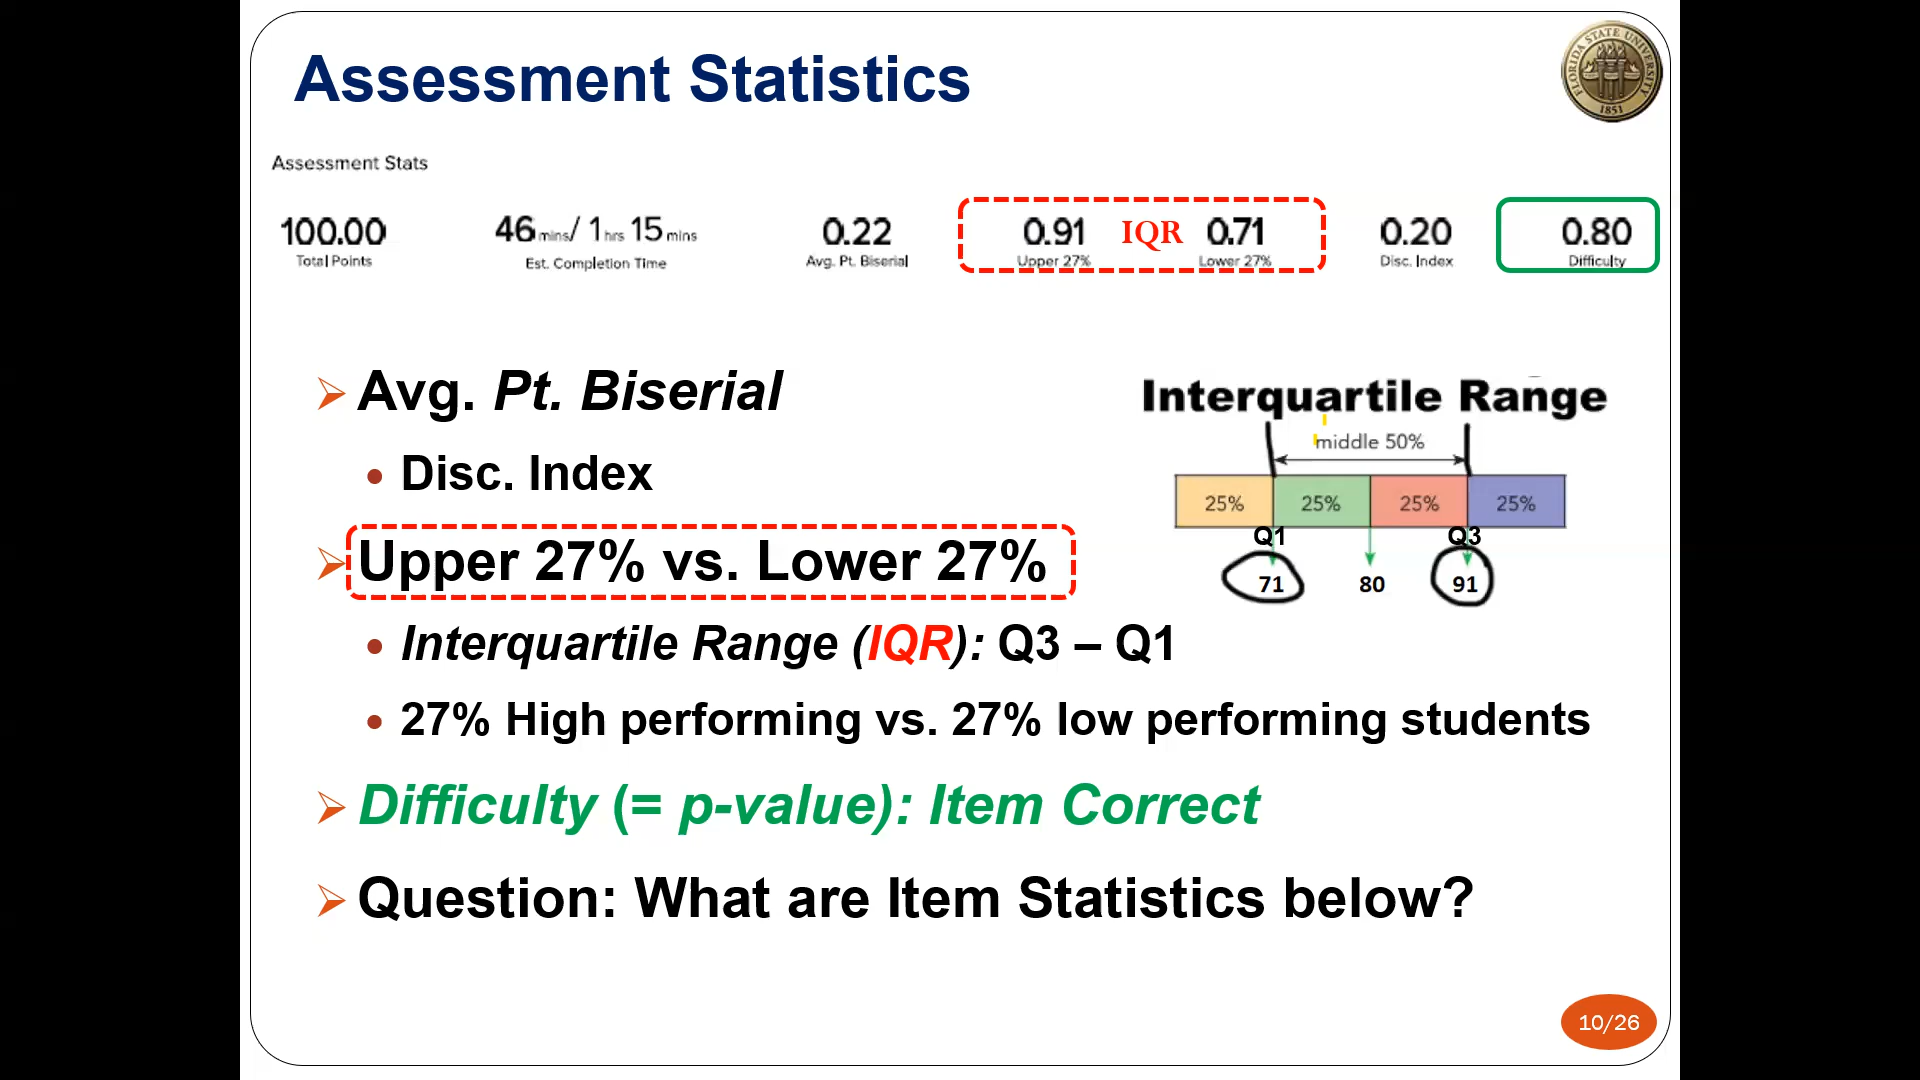 Assessment Statistics
FLORIDA STATE UNIVERSITY
1851
Assessment Stats
100.00 46 mins/ 1 hrs 15 mins 0.22 0.91 IQR 0.71 0.20 0.80
Total Points Est. Completion Time Avg. Pt. Biserial Upper 27% Lower 27% Disc. Index Difficulty
Avg. Pt. Biserial
Disc. Index
Upper 27% vs. Lower 27%
Interquartile Range (IQR): Q3 – Q1
27% High performing vs. 27% low performing students
Difficulty (= p-value): Item Correct
Question: What are Item Statistics below?
Interquartile Range
middle 50%
25% 25% 25% 25%
Q1 Q3
71 80 91
10/26